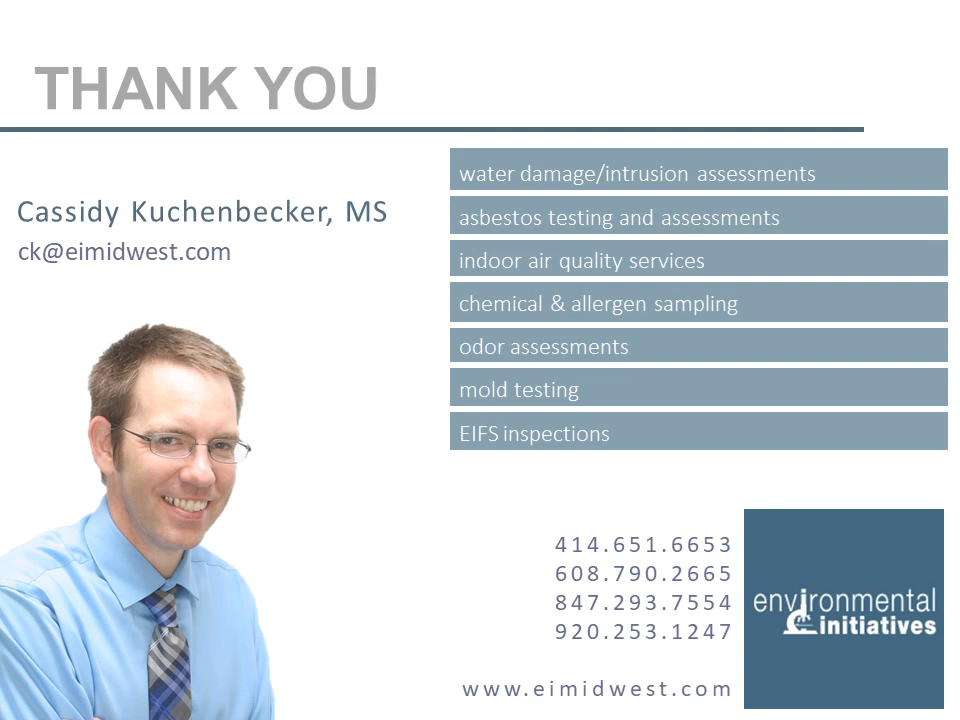 THANK YOU
Cassidy Kuchenbecker, MS
ck@eimidwest.com
water damage/intrusion assessments
asbestos testing and assessments
indoor air quality services
chemical & allergen sampling
odor assessments
mold testing
EIFS inspections
414.651.6653
608.790.2665
847.293.7554
920.253.1247
www.eimidwest.com
environmental
initiatives